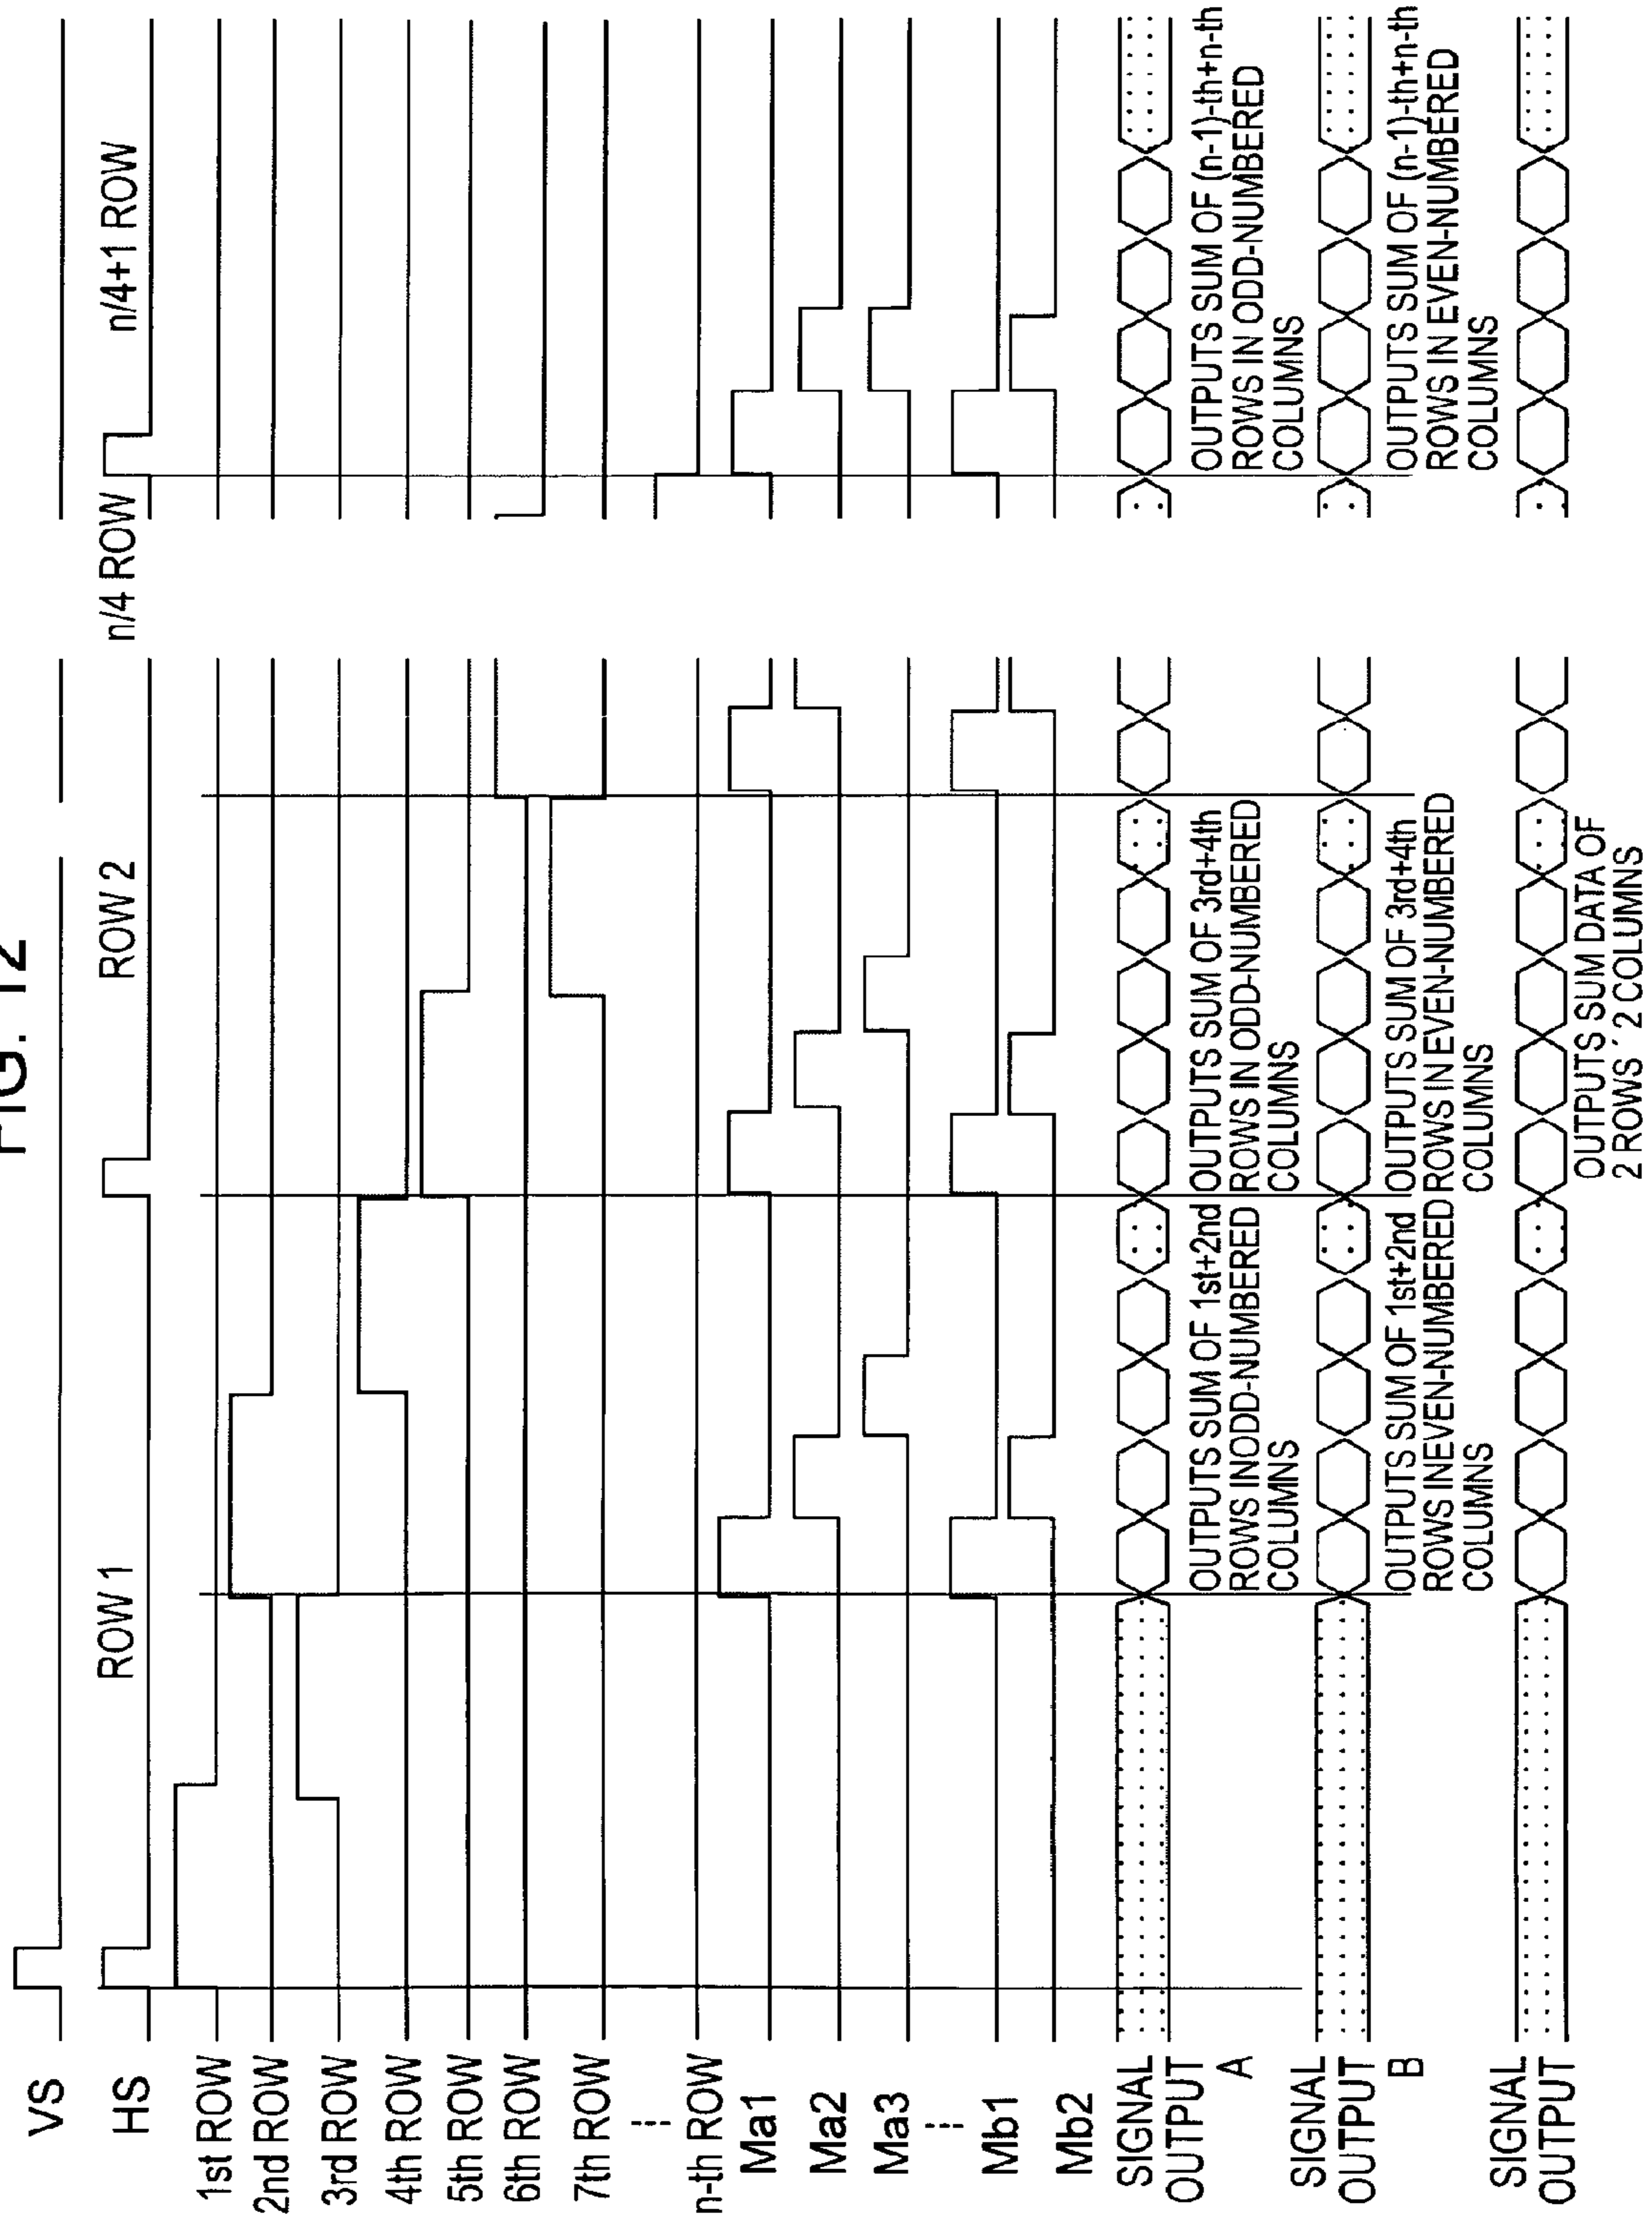 FIG. 12
VS
HS
ROW 1
ROW 2
n/4 ROW
n/4+1 ROW
1st ROW
2nd ROW
3rd ROW
4th ROW
5th ROW
6th ROW
7th ROW
n-th ROW
Ma1
Ma2
Ma3
Mb1
Mb2
SIGNAL
OUTPUT
A
OUTPUTS SUM OF 1st+2nd
ROWS INODD-NUMBERED
COLUMNS
OUTPUTS SUM OF 3rd+4th
ROWS IN ODD-NUMBERED
COLUMNS
OUTPUTS SUM OF (n-1)-th+n-th
ROWS IN ODD-NUMBERED
COLUMNS
SIGNAL
OUTPUT
B
OUTPUTS SUM OF 1st+2nd
ROWS INEVEN-NUMBERED
COLUMNS
OUTPUTS SUM OF 3rd+4th
ROWS IN EVEN-NUMBERED
COLUMNS
OUTPUTS SUM OF (n-1)-th+n-th
ROWS IN EVEN-NUMBERED
COLUMNS
SIGNAL
OUTPUT
OUTPUTS SUM DATA OF
2 ROWS ´ 2 COLUMNS